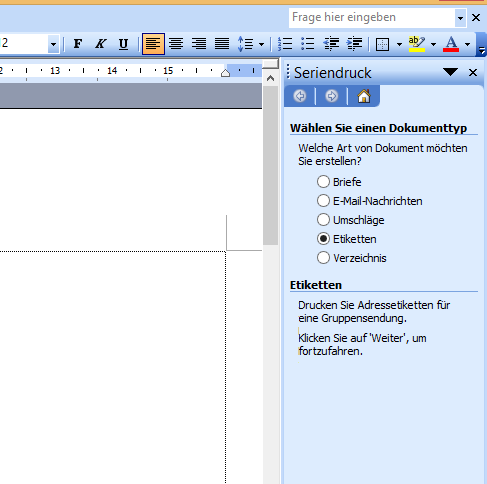 Frage hier eingeben
12
F K U
12 13 14 15
Seriendruck
Wählen Sie einen Dokumenttyp
Welche Art von Dokument möchten
Sie erstellen?
Briefe
E-Mail-Nachrichten
Umschläge
Etiketten
Verzeichnis
Etiketten
Drucken Sie Adressetiketten für
eine Gruppensendung.
Klicken Sie auf 'Weiter', um
fortzufahren.